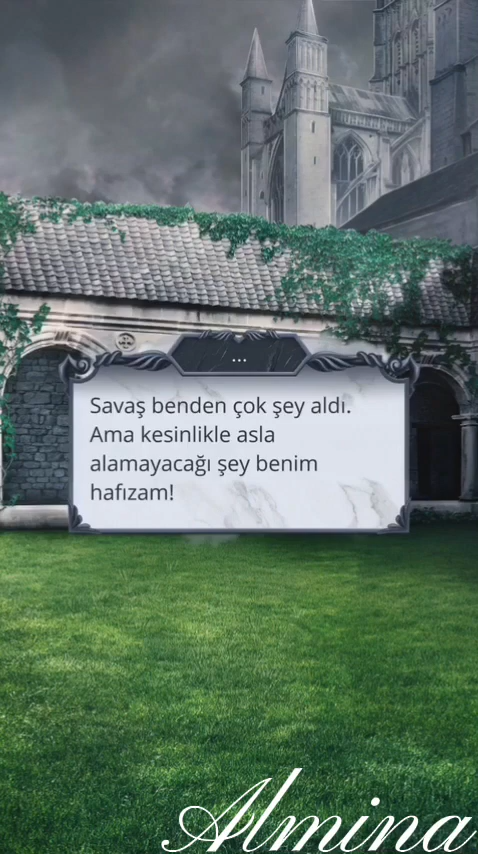 ...
Savaş benden çok şey aldı.
Ama kesinlikle asla
alamayacağı şey benim
hafızam!
Almina